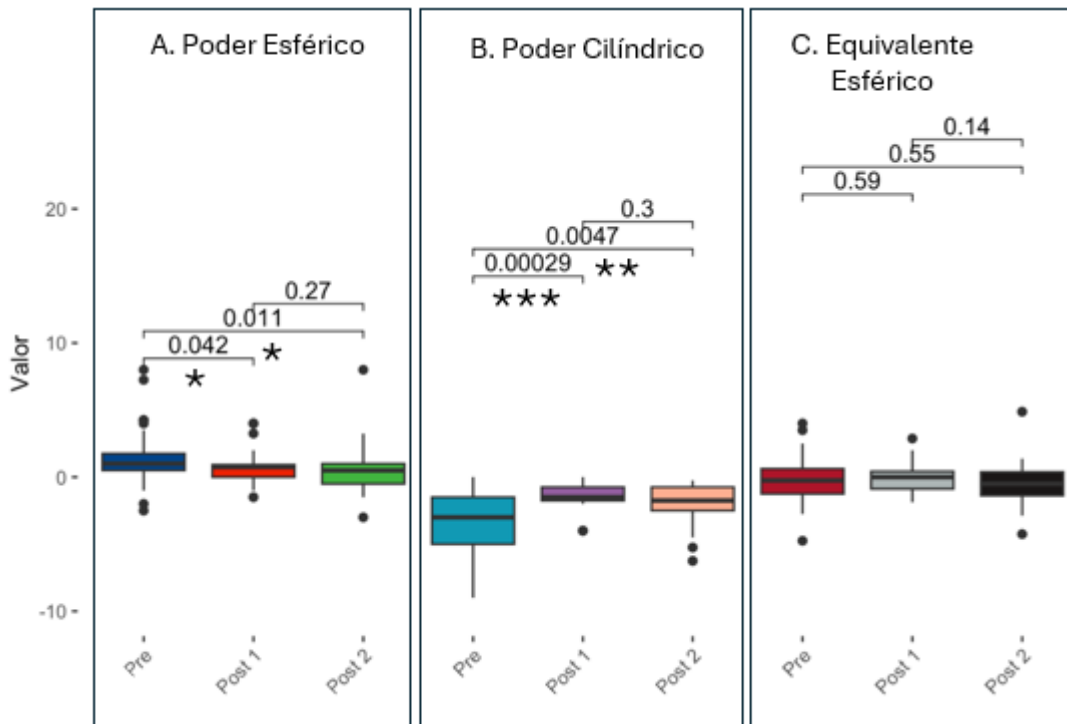 A. Poder Esférico
B. Poder Cilíndrico
C. Equivalente
Esférico
Valor
20
10
0
-10
0.27
0.011
*
0.042
*
0.3
0.0047
**
0.00029
***
0.14
0.55
0.59
Pre
Post 1
Post 2
Pre
Post 1
Post 2
Pre
Post 1
Post 2